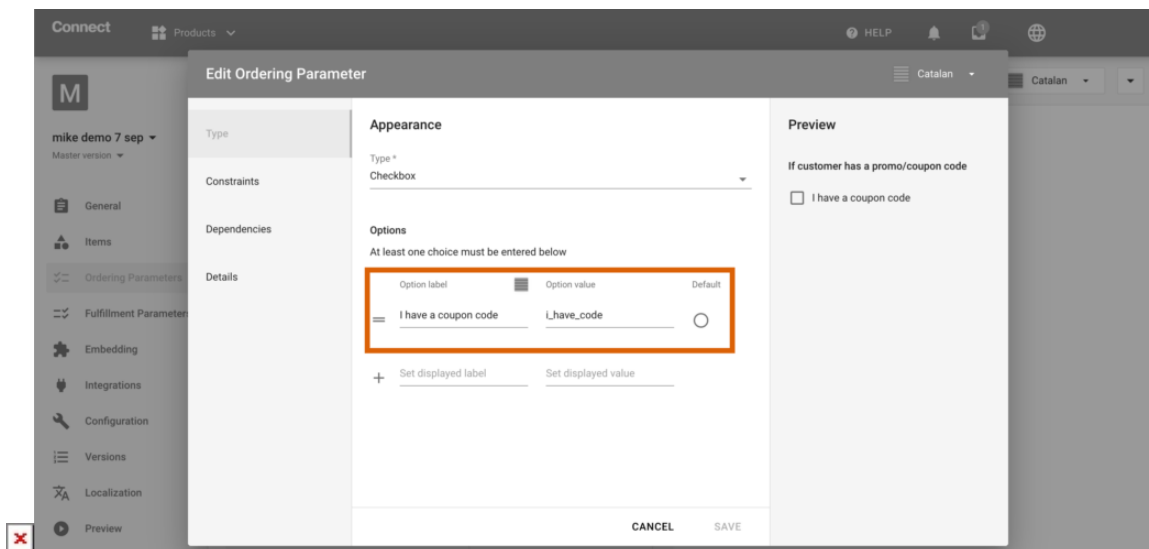 Connect
Products
HELP
1
M
Edit Ordering Parameter
Catalan
Catalan
mike demo 7 sep
Master version
General
Items
Ordering Parameters
Fulfillment Parameter
Embedding
Integrations
Configuration
Versions
Localization
Preview
Type
Constraints
Dependencies
Details
Appearance
Type *
Checkbox
Options
At least one choice must be entered below
Option label Option value Default
I have a coupon code i_have_code
Set displayed label Set displayed value
CANCEL SAVE
Preview
If customer has a promo/coupon code
I have a coupon code